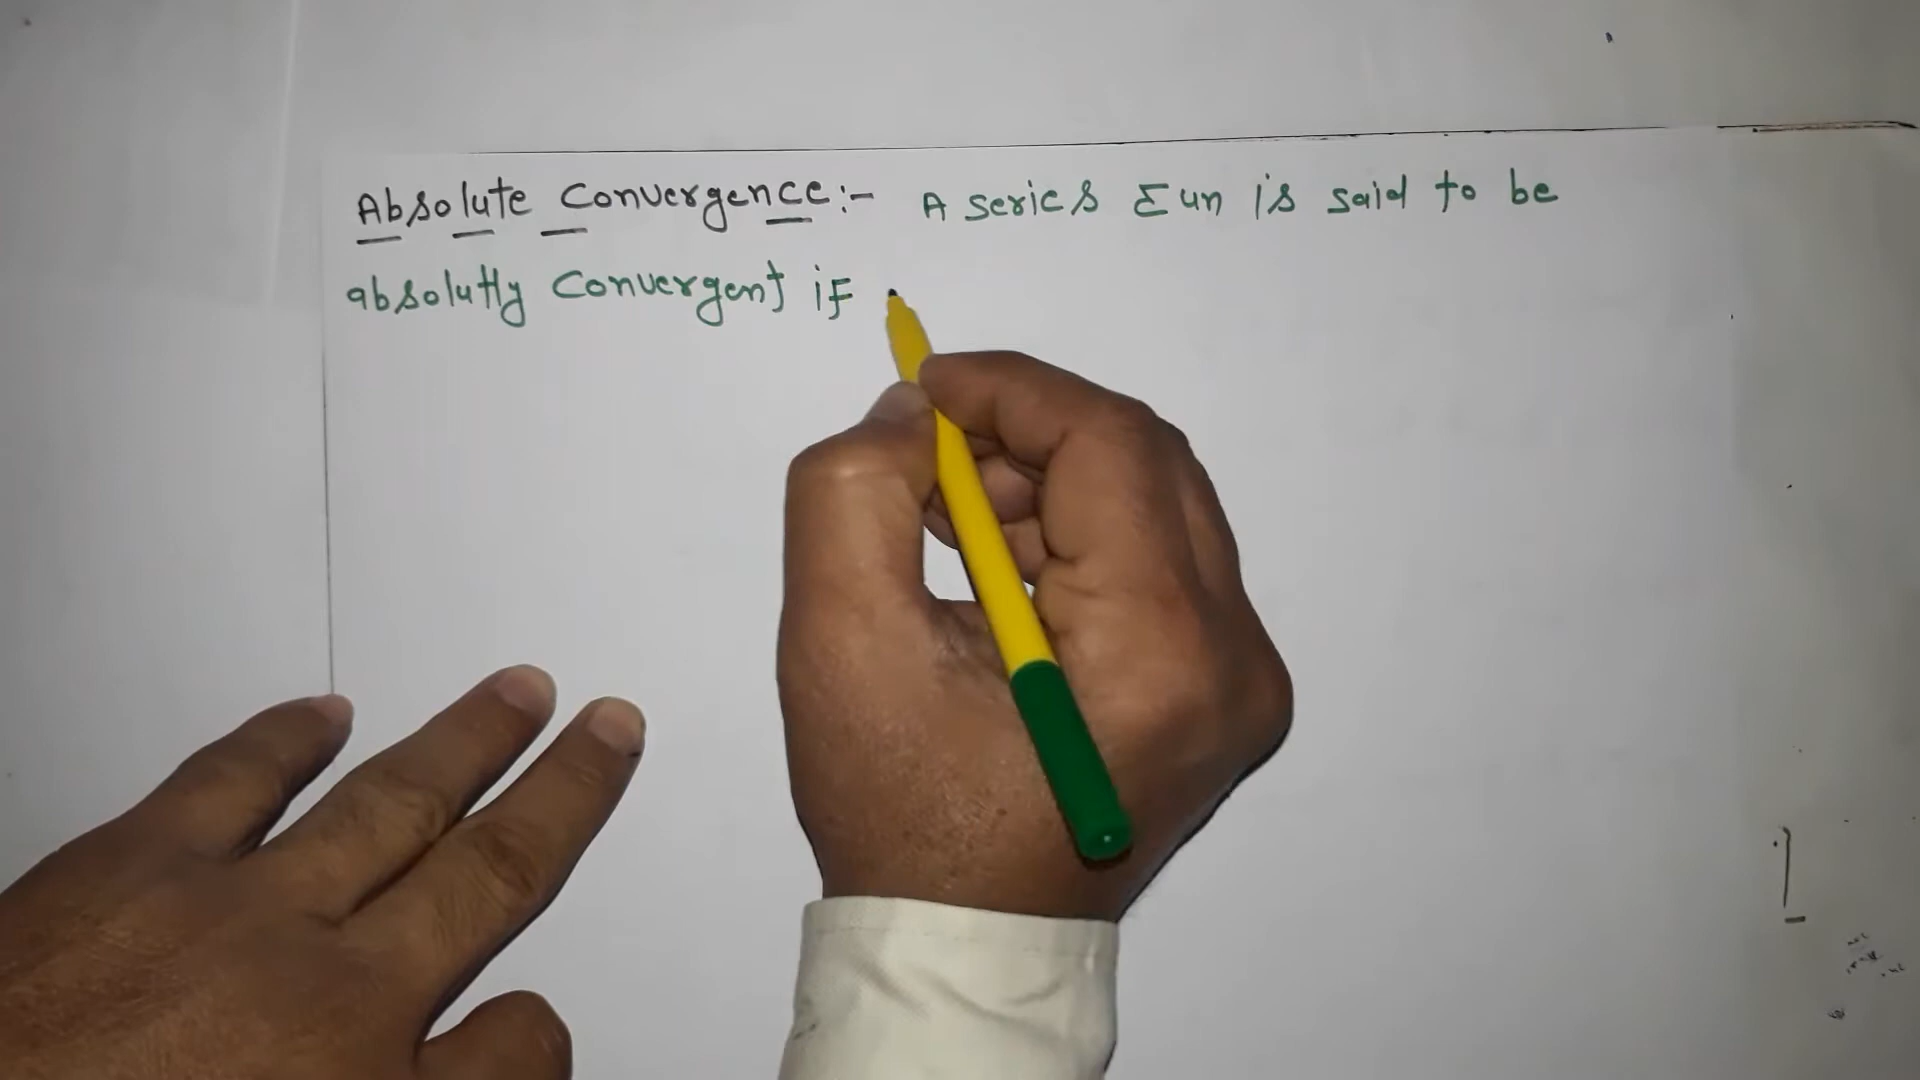 Absolute Convergence:- A series Σun is said to be
absolutly Convergent if